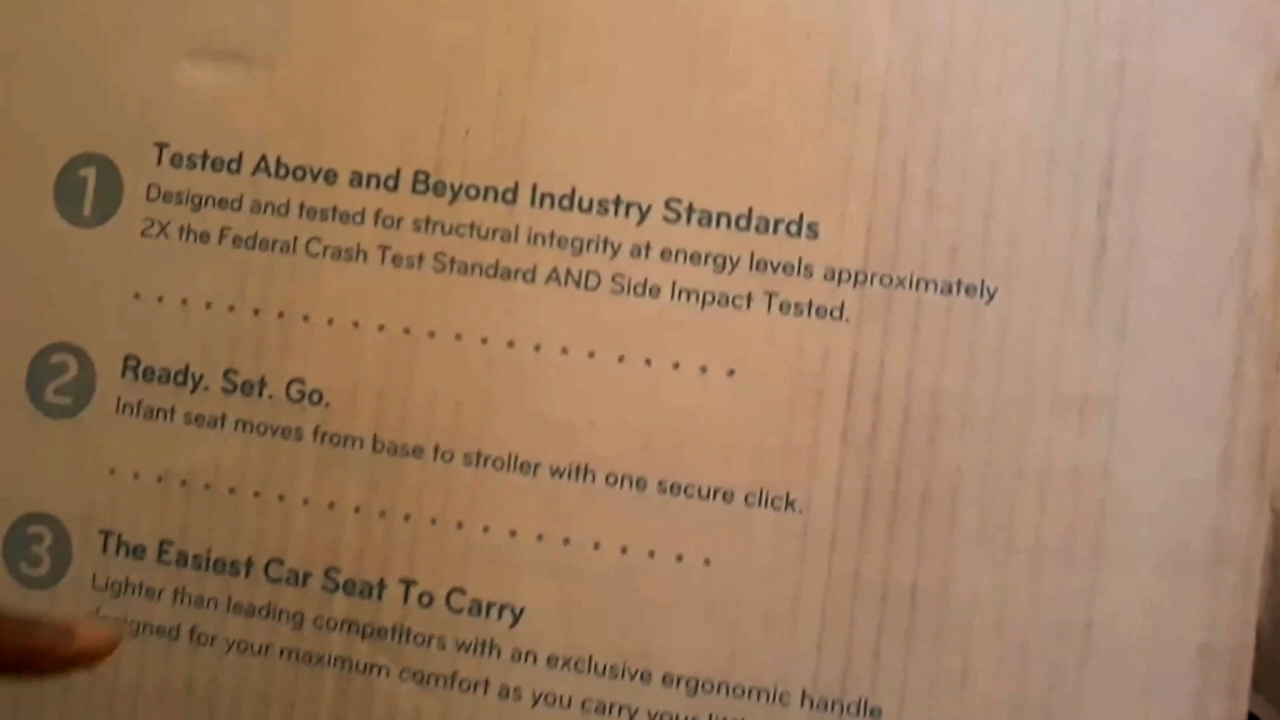 1
Tested Above and Beyond Industry Standards
Designed and tested for structural integrity at energy levels approximately
2X the Federal Crash Test Standard AND Side Impact Tested.
2
Ready. Set. Go.
Infant seat moves from base to stroller with one secure click.
3
The Easiest Car Seat To Carry
Lighter than leading competitors with an exclusive ergonomic handle
designed for your maximum comfort as you carry your